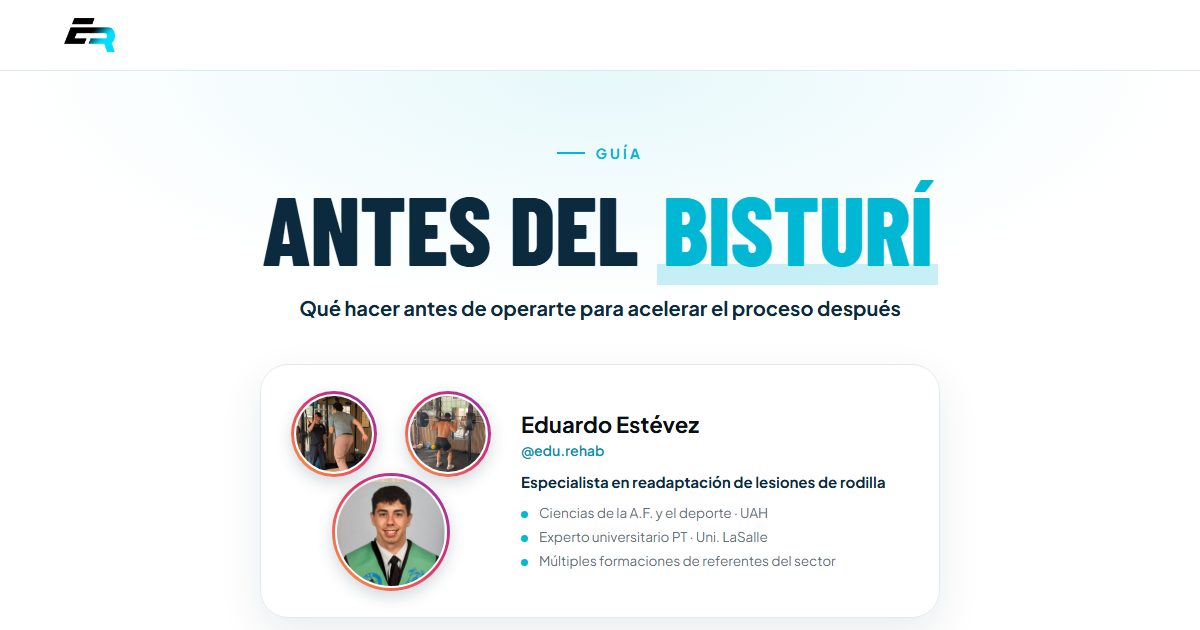 ER
GUÍA
ANTES DEL BISTURÍ
Qué hacer antes de operarte para acelerar el proceso después
Eduardo Estévez
@edu.rehab
Especialista en readaptación de lesiones de rodilla
Ciencias de la A.F. y el deporte · UAH
Experto universitario PT · Uni. LaSalle
Múltiples formaciones de referentes del sector